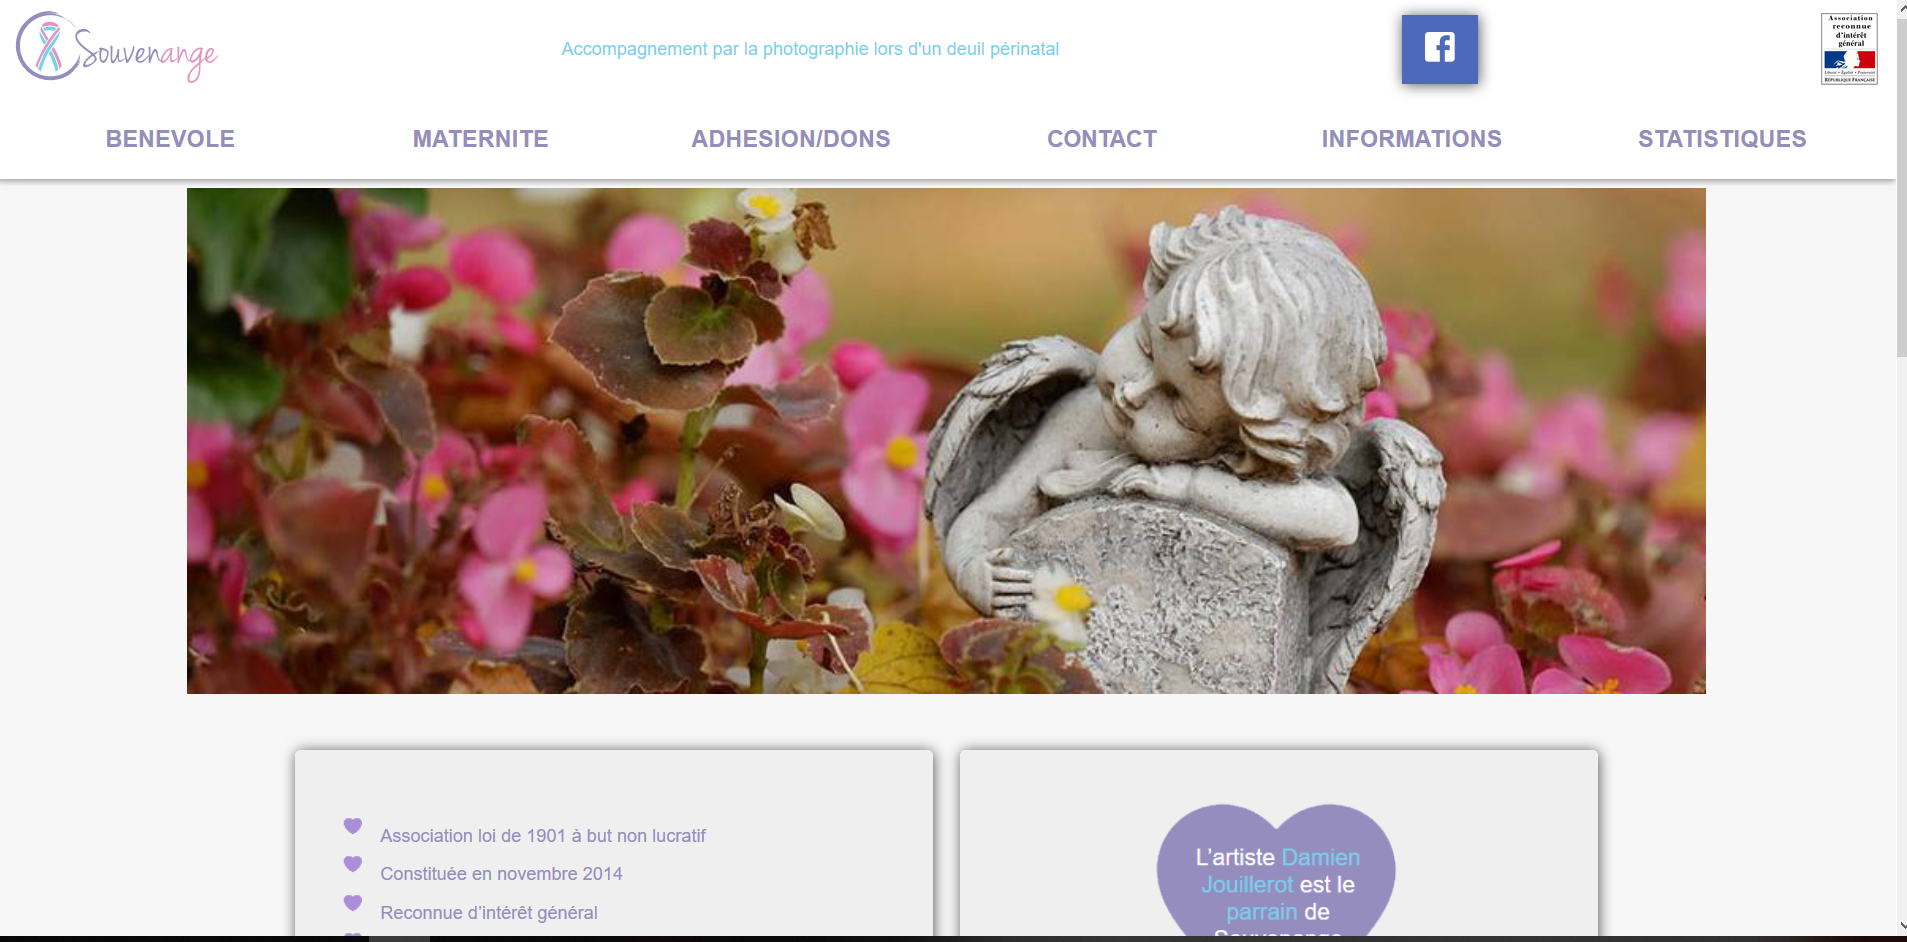 Souvenange
Accompagnement par la photographie lors d'un deuil périnatal
Association
reconnue
d'intérêt
général
Liberté • Égalité • Fraternité
RÉPUBLIQUE FRANÇAISE
BENEVOLE
MATERNITE
ADHESION/DONS
CONTACT
INFORMATIONS
STATISTIQUES
Association loi de 1901 à but non lucratif
Constituée en novembre 2014
Reconnue d’intérêt général
L’artiste Damien
Jouillerot est le
parrain de
Souvenange